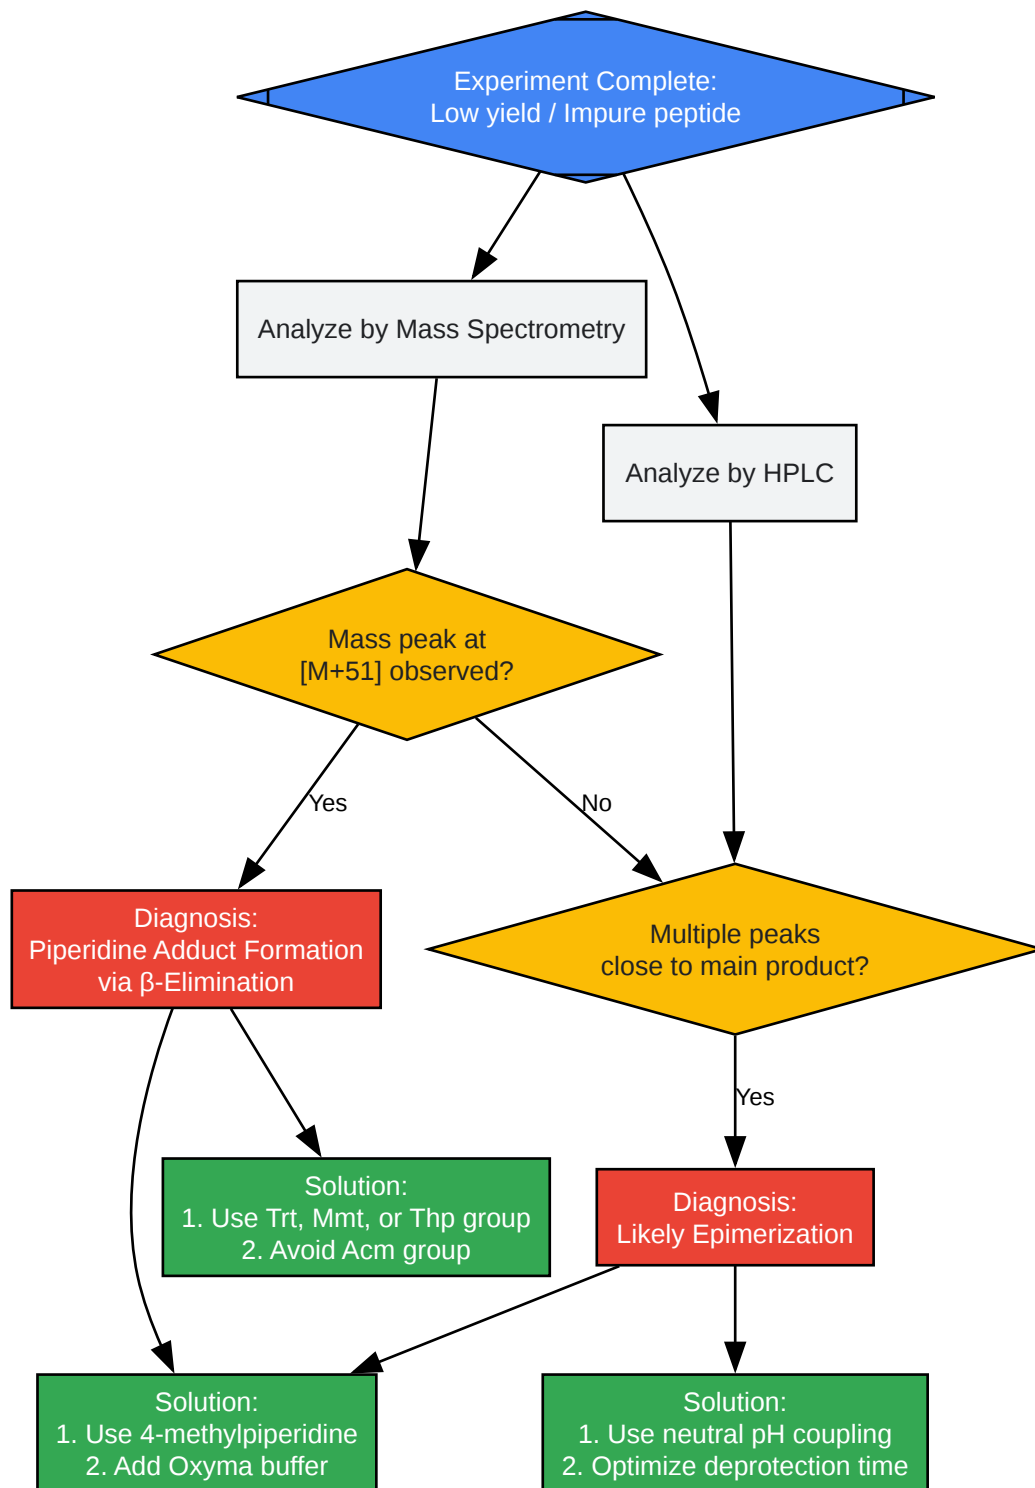 Experiment Complete:
Low yield / Impure peptide
Analyze by Mass Spectrometry
Analyze by HPLC
Mass peak at
[M+51] observed?
Yes
No
Diagnosis:
Piperidine Adduct Formation
via β-Elimination
Multiple peaks
close to main product?
Yes
Solution:
1. Use Trt, Mmt, or Thp group
2. Avoid Acm group
Diagnosis:
Likely Epimerization
Solution:
1. Use 4-methylpiperidine
2. Add Oxyma buffer
Solution:
1. Use neutral pH coupling
2. Optimize deprotection time